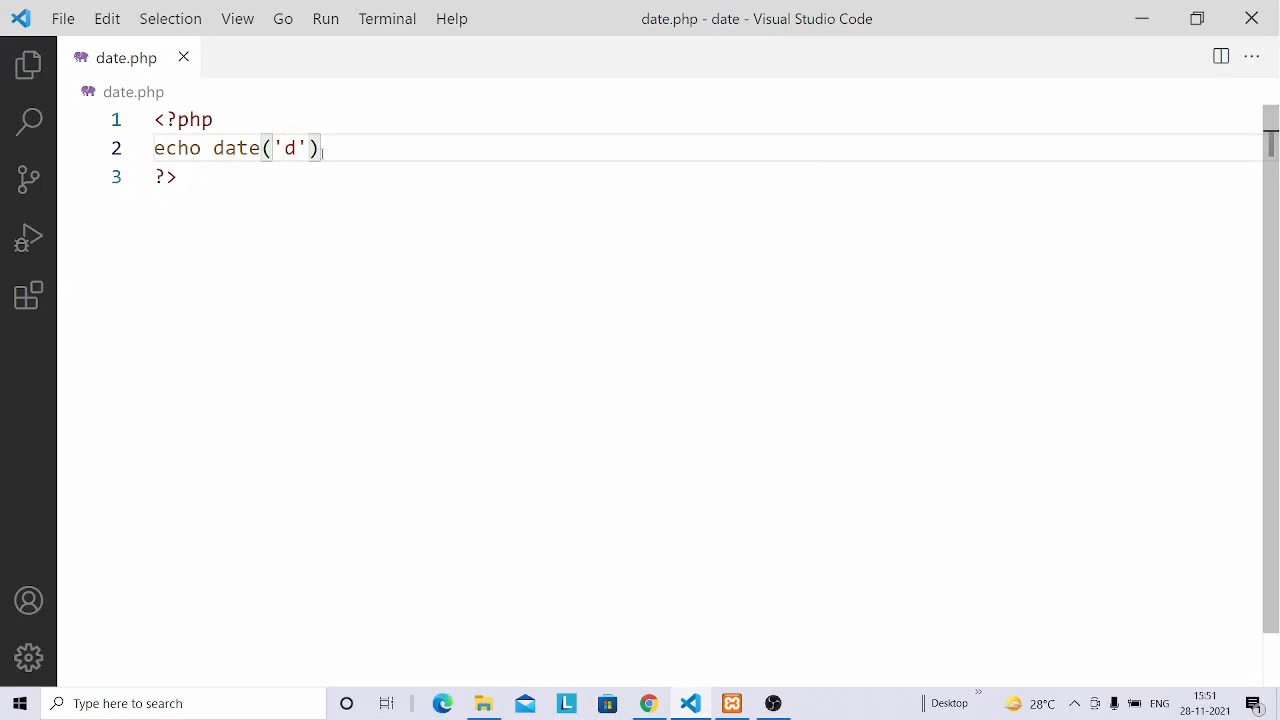 File Edit Selection View Go Run Terminal Help date.php - date - Visual Studio Code
date.php
date.php
1 <?php
2 echo date('d')
3 ?>
Type here to search
L
Desktop
28°C
ENG
15:51
28-11-2021
1